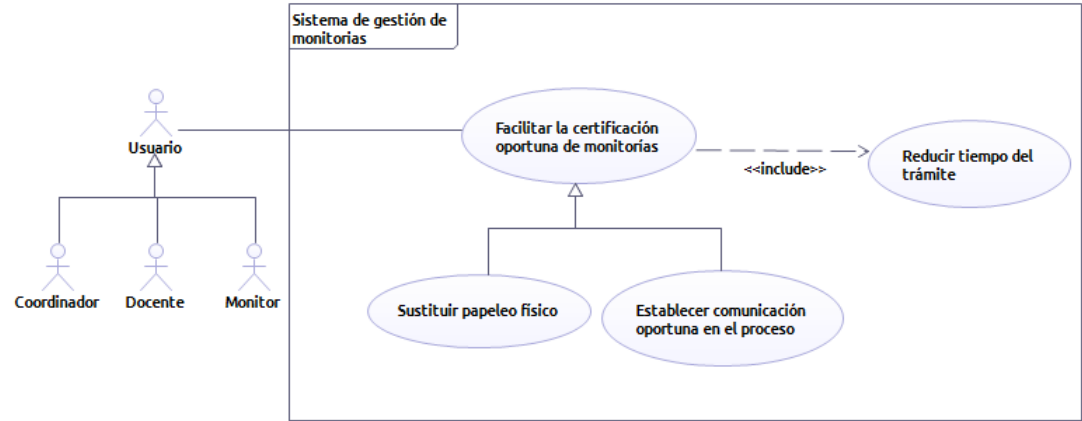 Sistema de gestión de
monitorias
Usuario
Coordinador
Docente
Monitor
Facilitar la certificación
oportuna de monitorías
<<include>>
Reducir tiempo del
trámite
Sustituir papeleo físico
Establecer comunicación
oportuna en el proceso